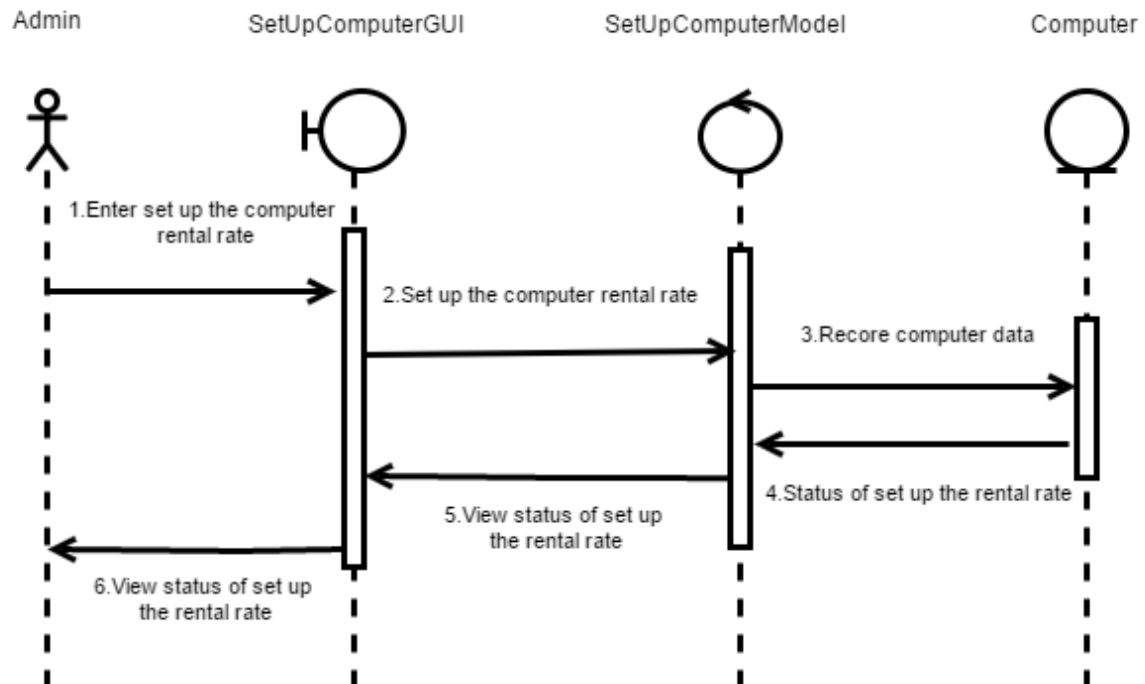 Admin
SetUpComputerGUI
SetUpComputerModel
Computer
1.Enter set up the computer
rental rate
2.Set up the computer rental rate
3.Recore computer data
4.Status of set up the rental rate
5.View status of set up
the rental rate
6.View status of set up
the rental rate